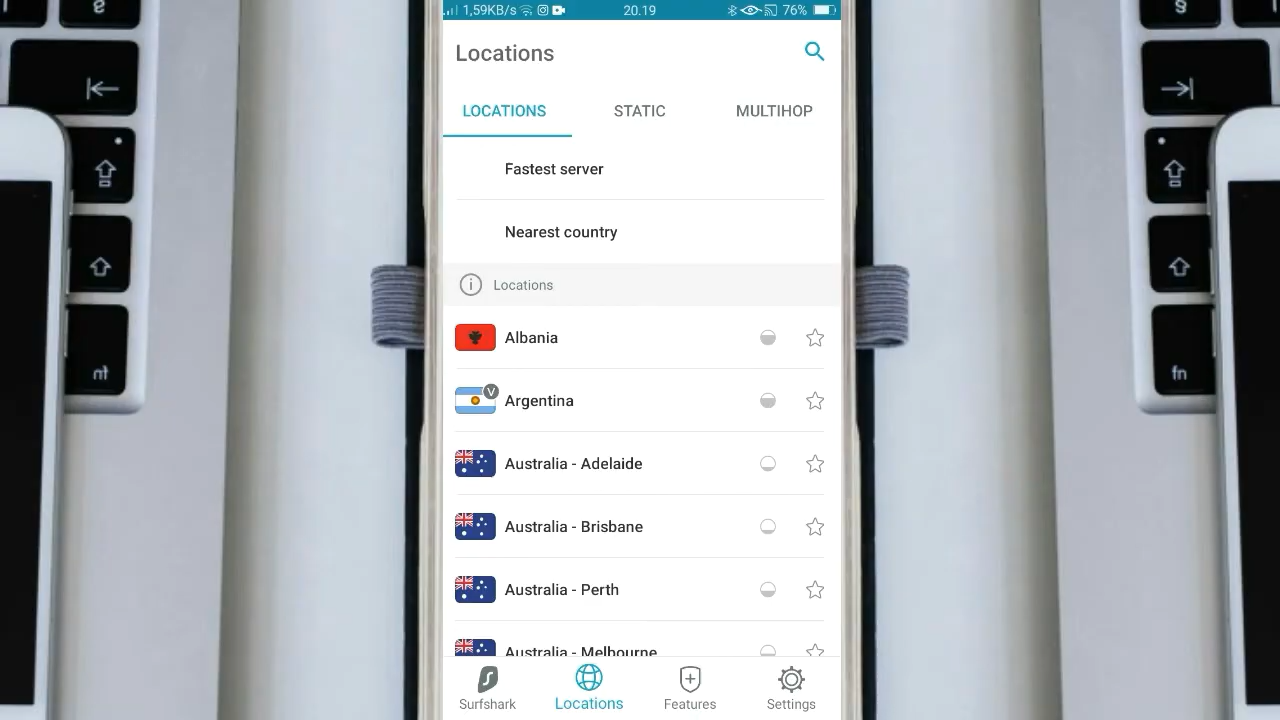 1,59KB/s
20.19
76%
Locations
LOCATIONS
STATIC
MULTIHOP
Fastest server
Nearest country
Locations
Albania
V
Argentina
Australia - Adelaide
Australia - Brisbane
Australia - Perth
Australia - Melbourne
Surfshark
Locations
Features
Settings
fn